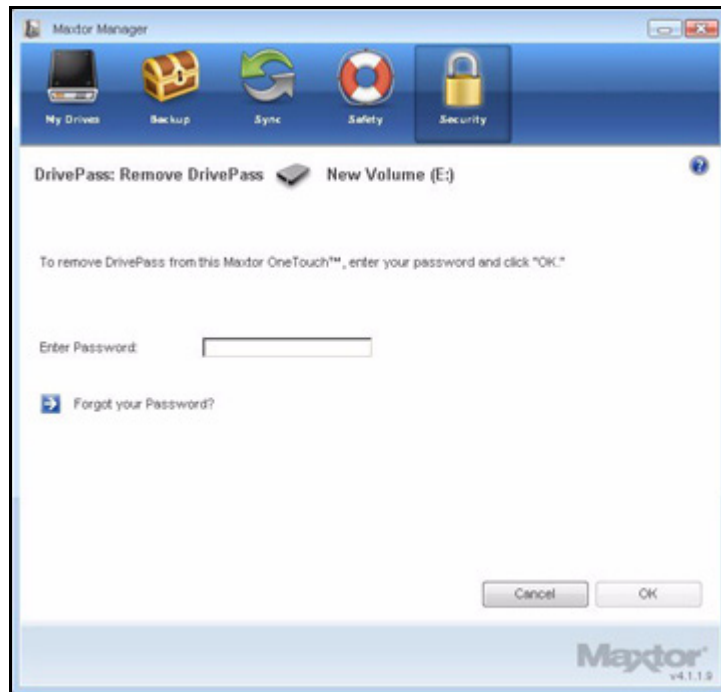 Maxtor Manager
My Drives Backup Sync Safety Security
DrivePass: Remove DrivePass New Volume (E:)
To remove DrivePass from this Maxtor OneTouch™, enter your password and click "OK."
Enter Password:
Forgot your Password?
Cancel OK
Maxtor
v4.1.1.9